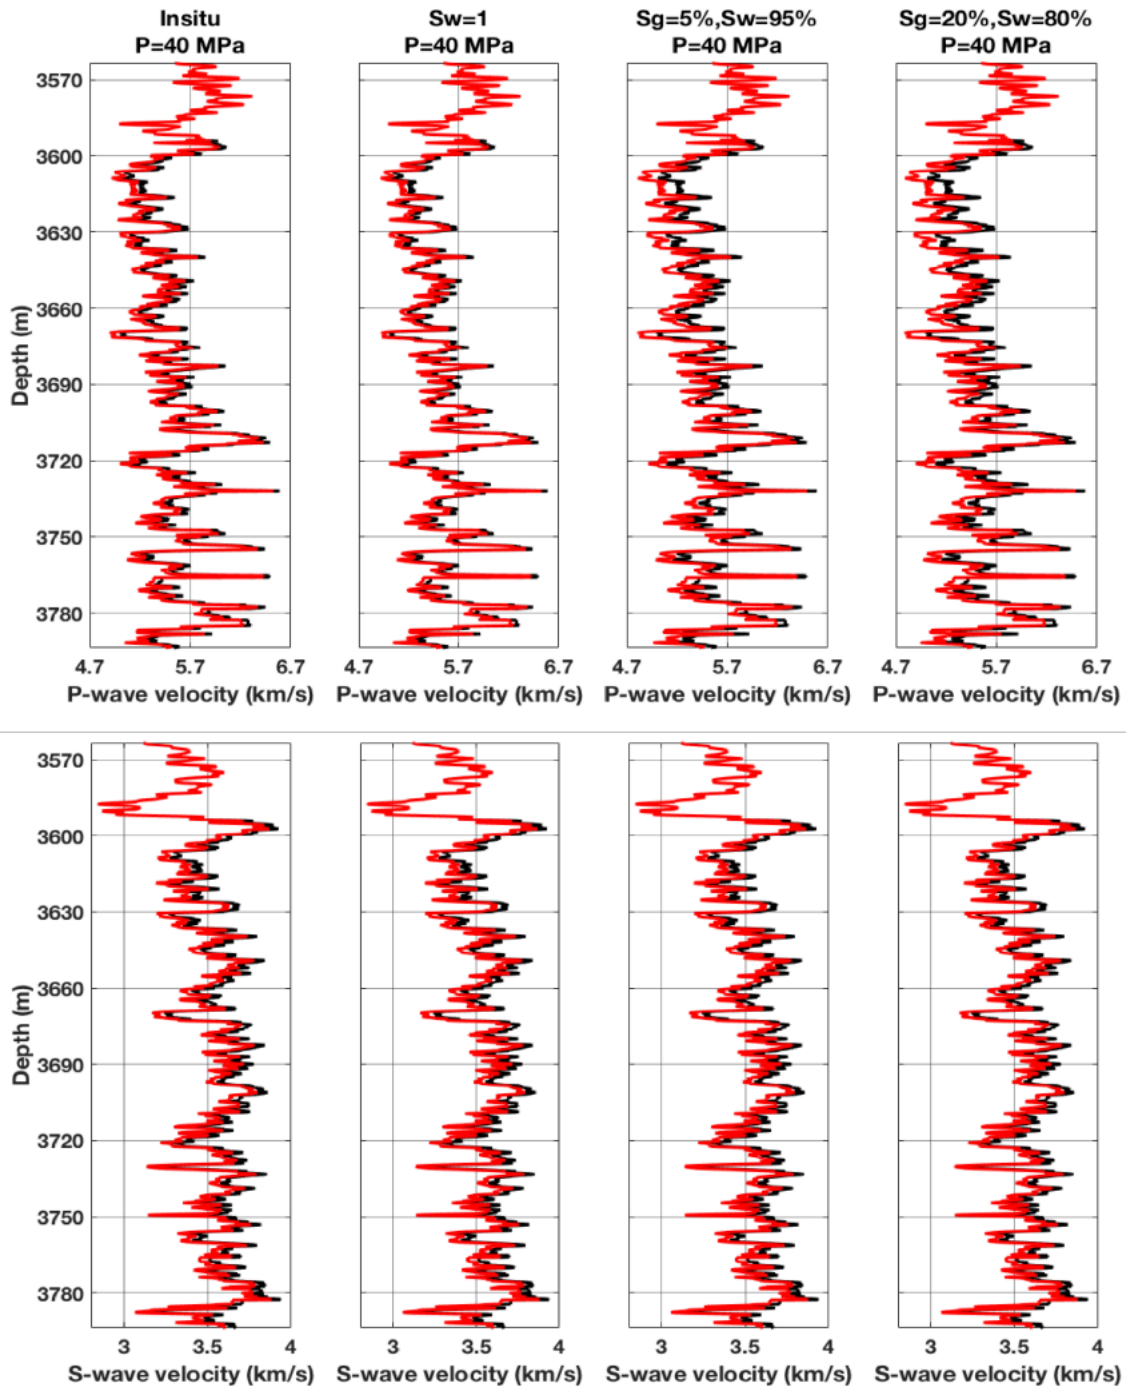 Insitu
P=40 MPa
Sw=1
P=40 MPa
Sg=5%,Sw=95%
P=40 MPa
Sg=20%,Sw=80%
P=40 MPa
Depth (m)
3570
3600
3630
3660
3690
3720
3750
3780
4.7 5.7 6.7
P-wave velocity (km/s)
4.7 5.7 6.7
P-wave velocity (km/s)
4.7 5.7 6.7
P-wave velocity (km/s)
4.7 5.7 6.7
P-wave velocity (km/s)
Depth (m)
3570
3600
3630
3660
3690
3720
3750
3780
3 3.5 4
S-wave velocity (km/s)
3 3.5 4
S-wave velocity (km/s)
3 3.5 4
S-wave velocity (km/s)
3 3.5 4
S-wave velocity (km/s)